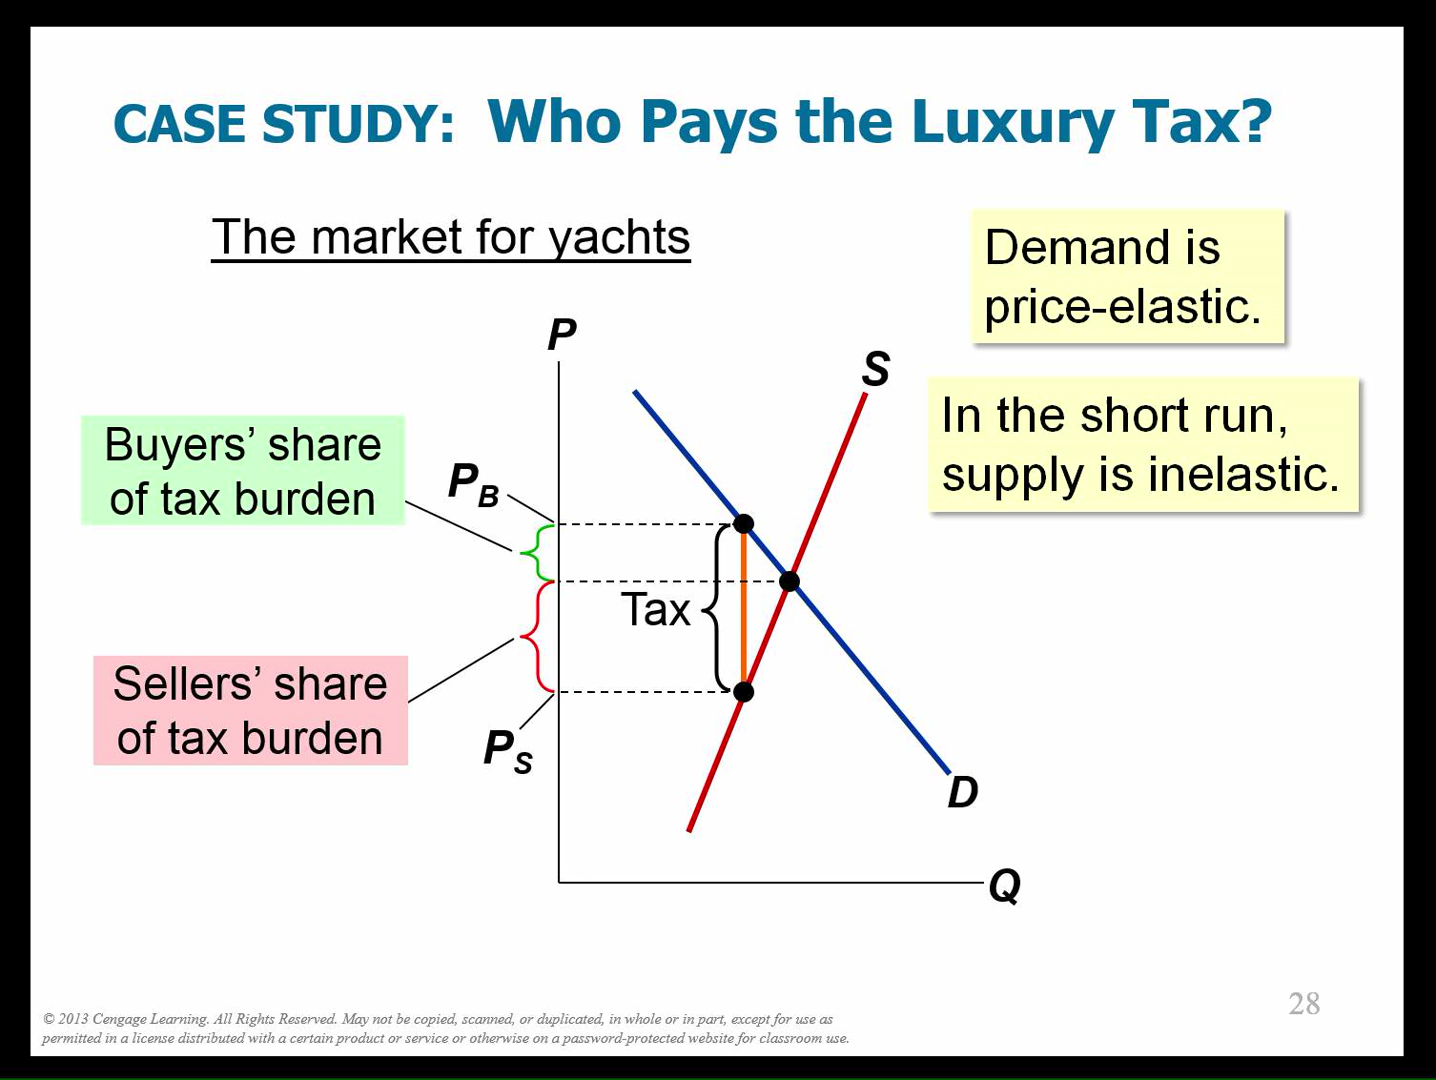 CASE STUDY: Who Pays the Luxury Tax?
The market for yachts
Demand is
price-elastic.
P
S
In the short run,
supply is inelastic.
Buyers’ share
of tax burden
PB
Tax
Sellers’ share
of tax burden
PS
D
Q
28
© 2013 Cengage Learning. All Rights Reserved. May not be copied, scanned, or duplicated, in whole or in part, except for use as
permitted in a license distributed with a certain product or service or otherwise on a password-protected website for classroom use.